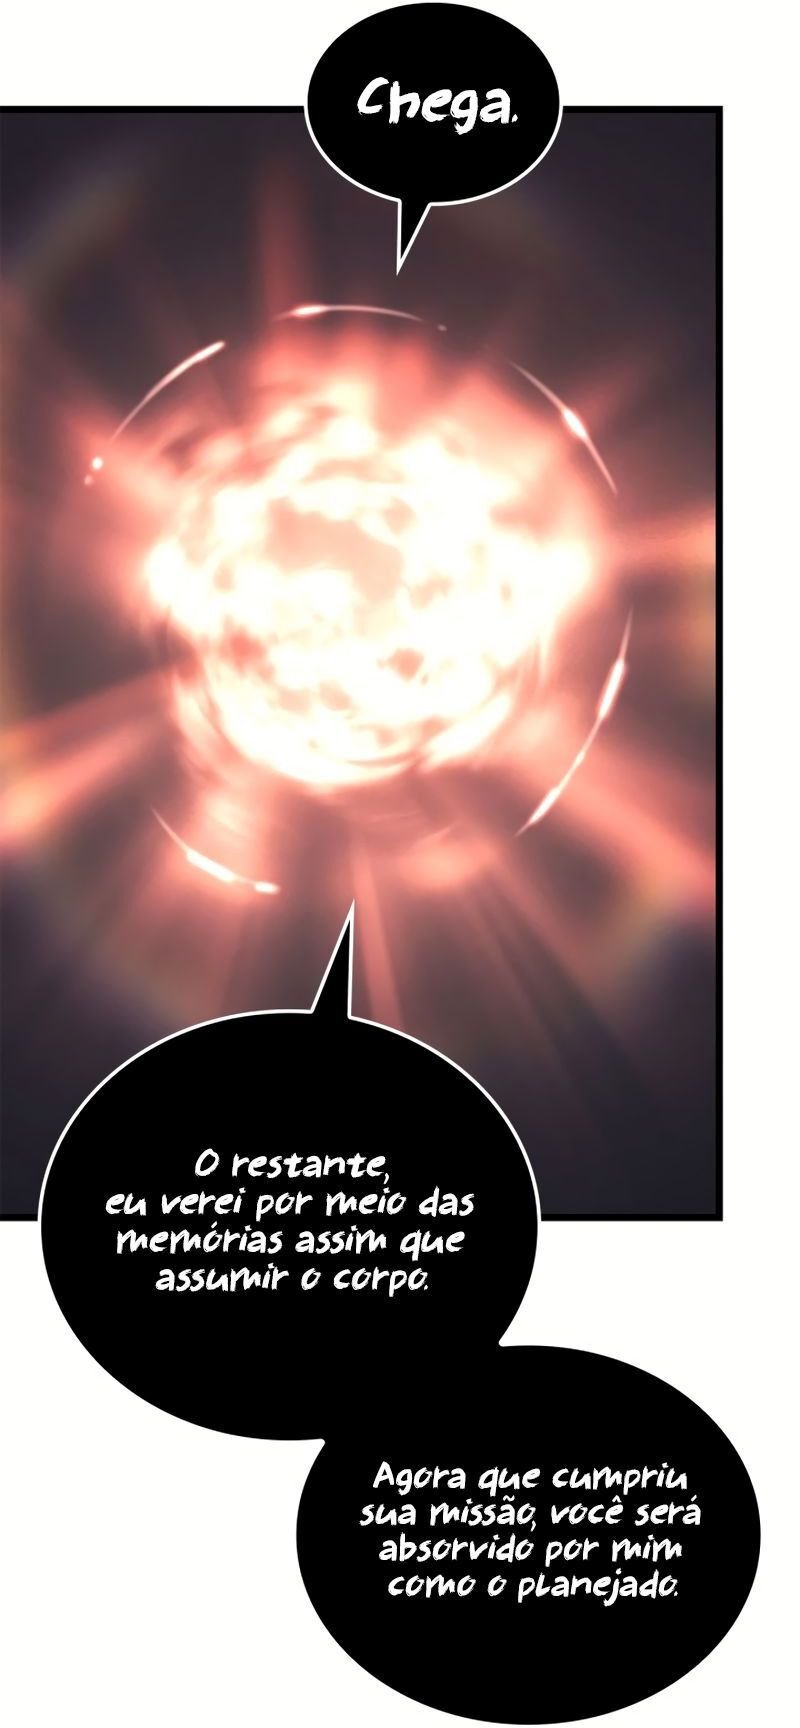 Chega.
O restante,
eu verei por meio das
memórias assim que
assumir o corpo.
Agora que cumpriu
sua missão, você será
absorvido por mim
como o planejado.